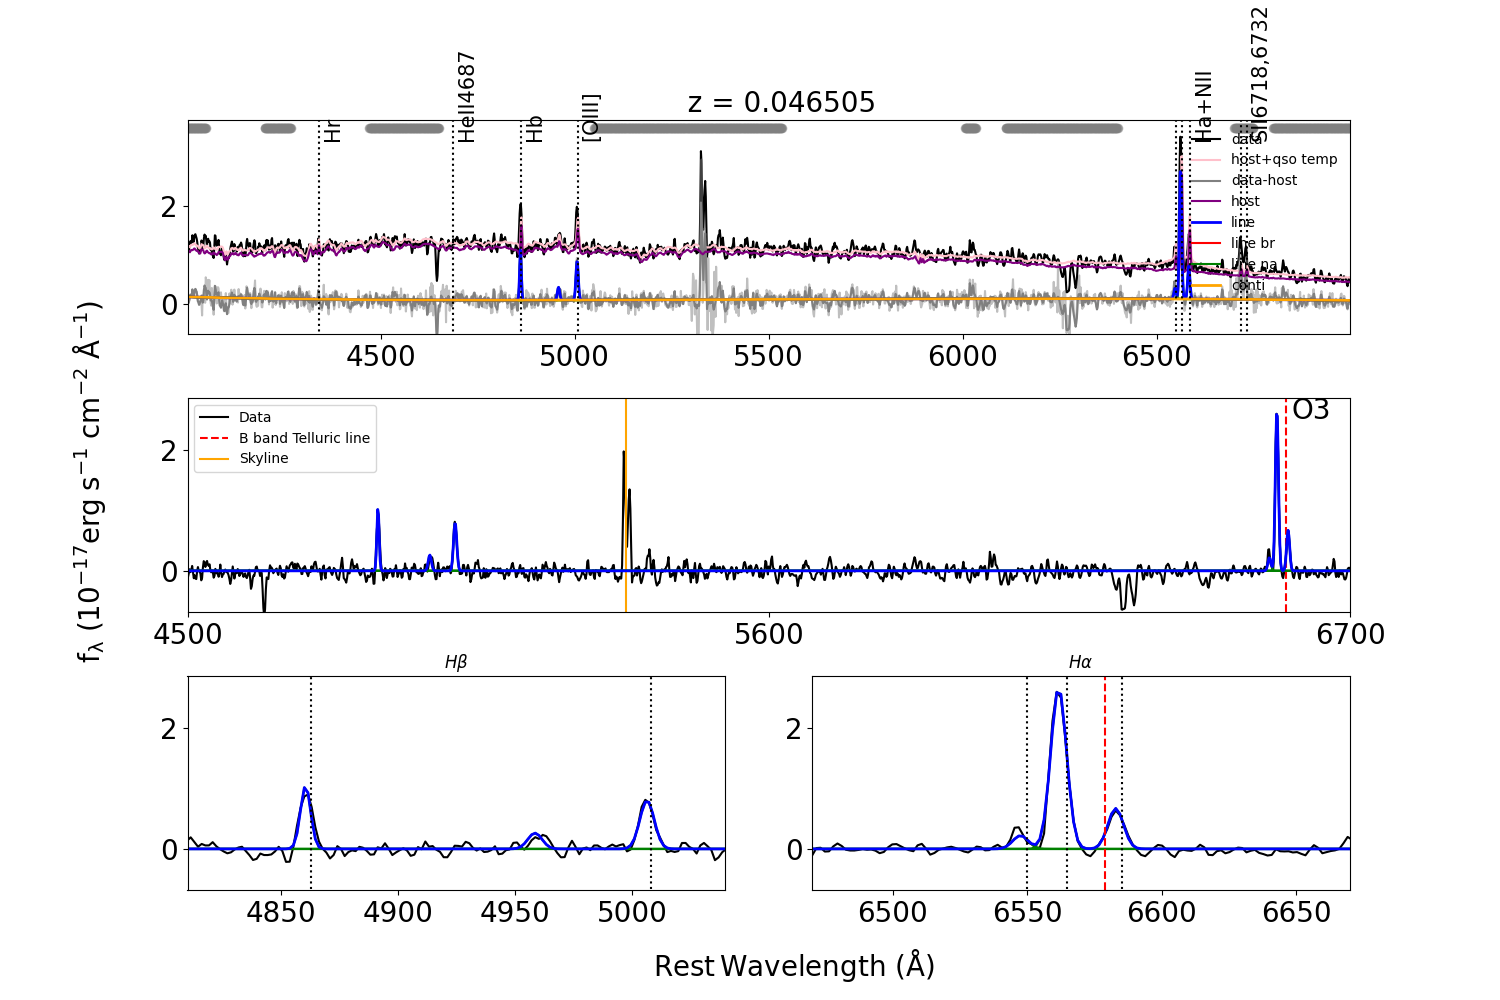 z = 0.046505
Hr
HeII4687
Hb
[OIII]
Ha+NII
SII6718,6732
data
host+qso temp
data-host
host
line
line br
line na
conti
2
0
4500
5000
5500
6000
6500
Data
B band Telluric line
Skyline
O3
2
0
4500
5600
6700
fλ (10⁻¹⁷erg s⁻¹ cm⁻² Å⁻¹)
Hβ
Hα
2
0
4850
4900
4950
5000
2
0
6500
6550
6600
6650
Rest Wavelength (Å)